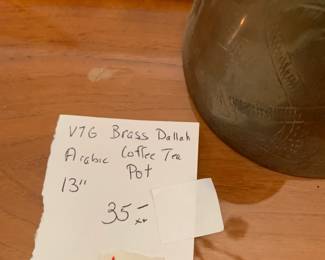 VTG Brass Dallah
Arabic Coffee Tea
Pot
13"
35-